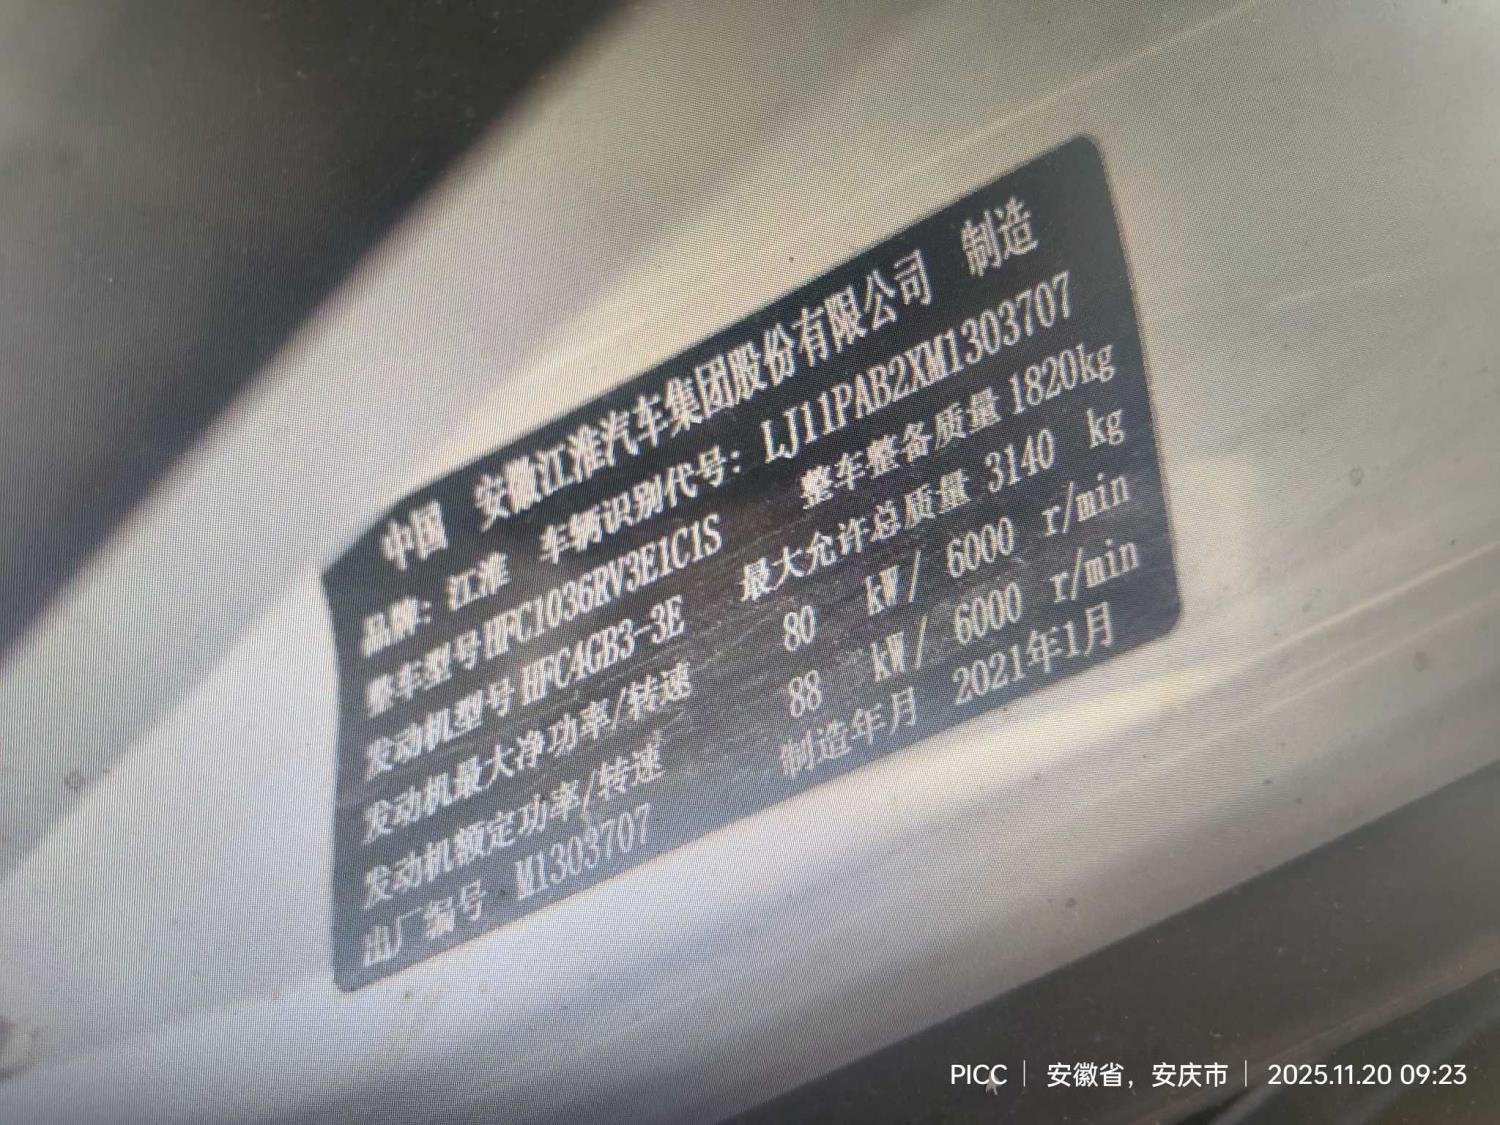 中国 安徽江淮汽车集团股份有限公司 制造
品牌：江淮 车辆识别代号：LJ11PAB2XM1303707
整车型号HFC1036RV3E1C1S 整车整备质量1820kg
发动机型号HFC4GB3-3E 最大允许总质量 3140 kg
发动机最大净功率/转速 80 kW/ 6000 r/min
发动机额定功率/转速 88 kW/ 6000 r/min
出厂编号 M1303707 制造年月 2021年1月
PICC 安徽省，安庆市 2025.11.20 09:23